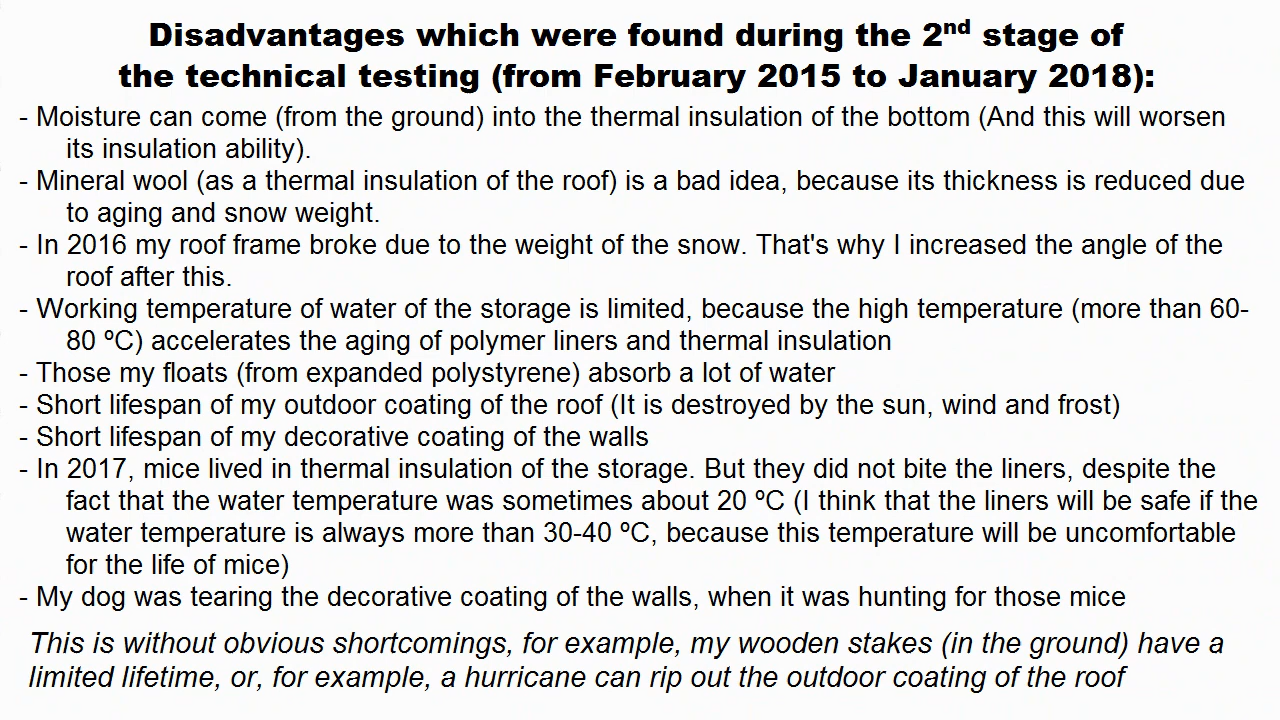 Disadvantages which were found during the 2nd stage of
the technical testing (from February 2015 to January 2018):
- Moisture can come (from the ground) into the thermal insulation of the bottom (And this will worsen
its insulation ability).
- Mineral wool (as a thermal insulation of the roof) is a bad idea, because its thickness is reduced due
to aging and snow weight.
- In 2016 my roof frame broke due to the weight of the snow. That's why I increased the angle of the
roof after this.
- Working temperature of water of the storage is limited, because the high temperature (more than 60-
80 ºC) accelerates the aging of polymer liners and thermal insulation
- Those my floats (from expanded polystyrene) absorb a lot of water
- Short lifespan of my outdoor coating of the roof (It is destroyed by the sun, wind and frost)
- Short lifespan of my decorative coating of the walls
- In 2017, mice lived in thermal insulation of the storage. But they did not bite the liners, despite the
fact that the water temperature was sometimes about 20 ºC (I think that the liners will be safe if the
water temperature is always more than 30-40 ºC, because this temperature will be uncomfortable
for the life of mice)
- My dog was tearing the decorative coating of the walls, when it was hunting for those mice
This is without obvious shortcomings, for example, my wooden stakes (in the ground) have a
limited lifetime, or, for example, a hurricane can rip out the outdoor coating of the roof